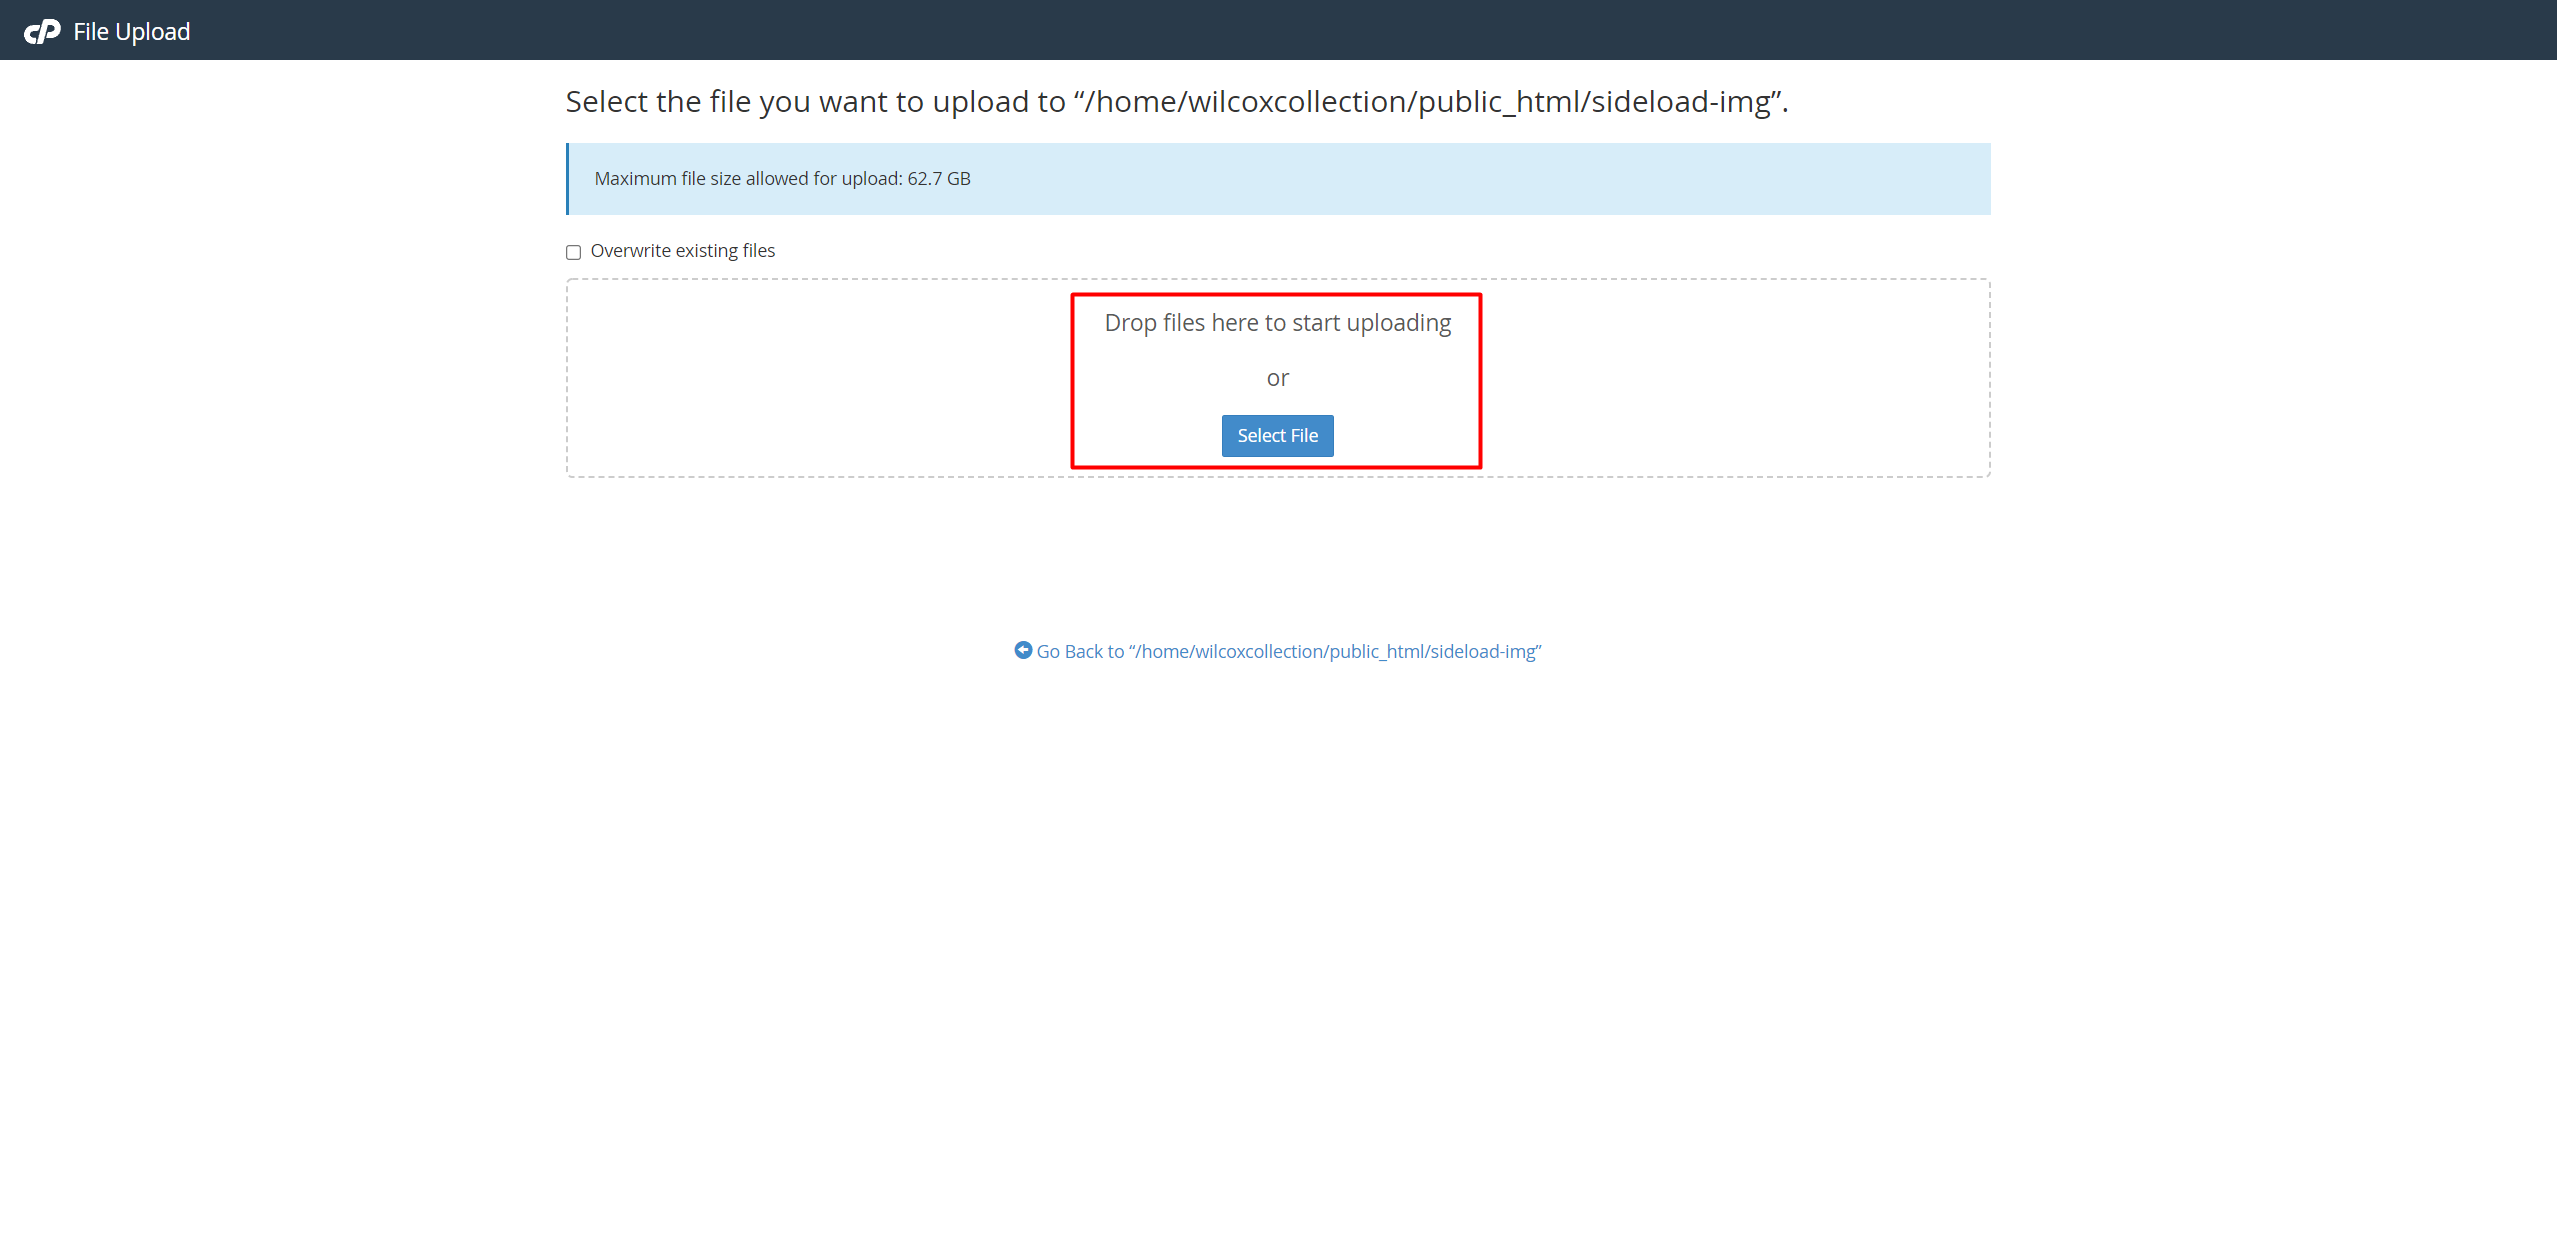 cP File Upload
Select the file you want to upload to “/home/wilcoxcollection/public_html/sideload-img”.
Maximum file size allowed for upload: 62.7 GB
Overwrite existing files
Drop files here to start uploading
or
Select File
Go Back to “/home/wilcoxcollection/public_html/sideload-img”